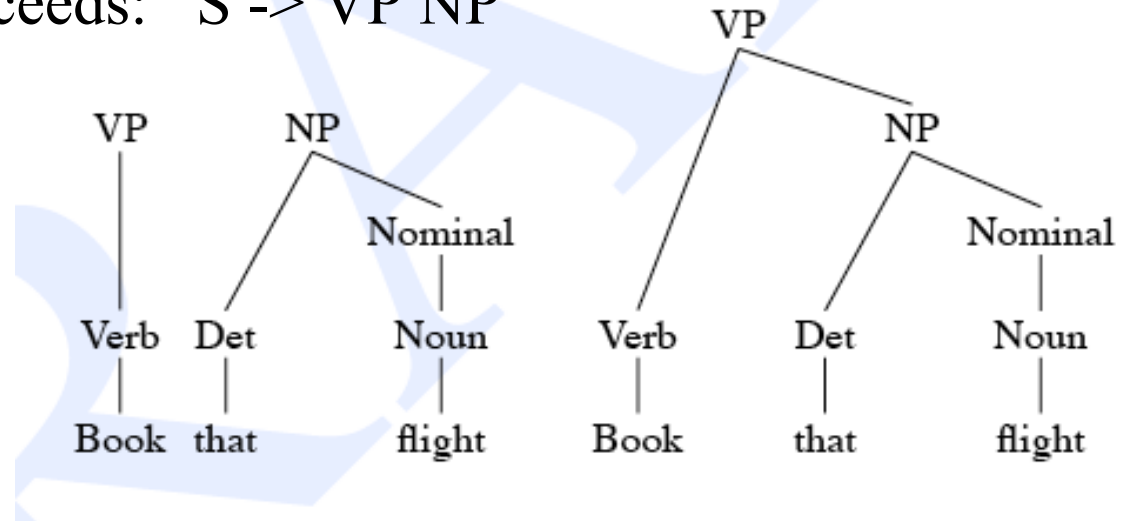 ceeds: S -> VP NP
VP
VP NP NP
Nominal Nominal
Verb Det Noun Verb Det Noun
Book that flight Book that flight